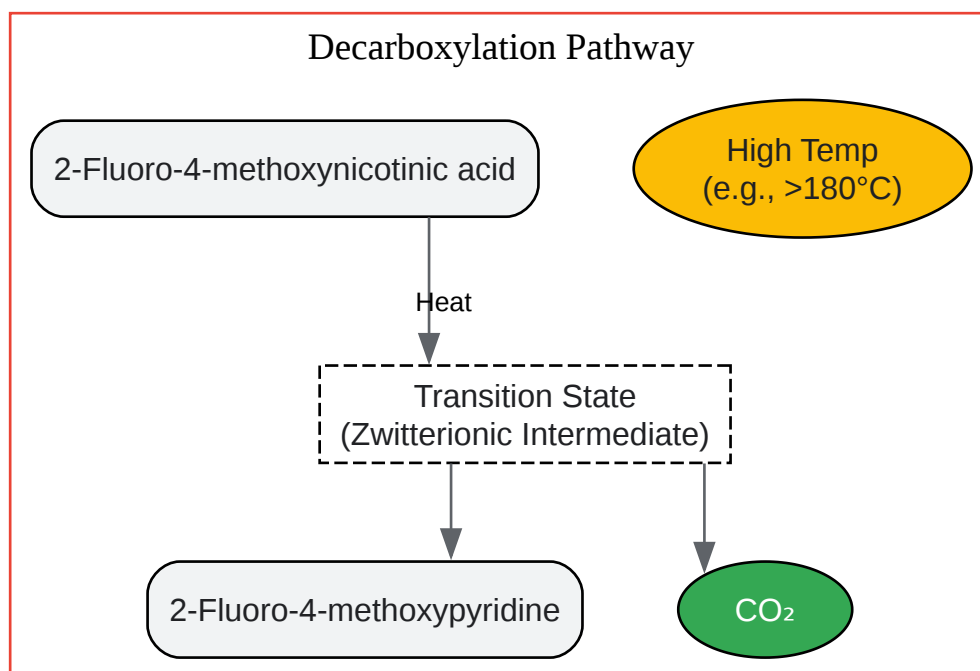 Decarboxylation Pathway
2-Fluoro-4-methoxynicotinic acid
High Temp
(e.g., >180°C)
Heat
Transition State
(Zwitterionic Intermediate)
2-Fluoro-4-methoxypyridine
CO₂